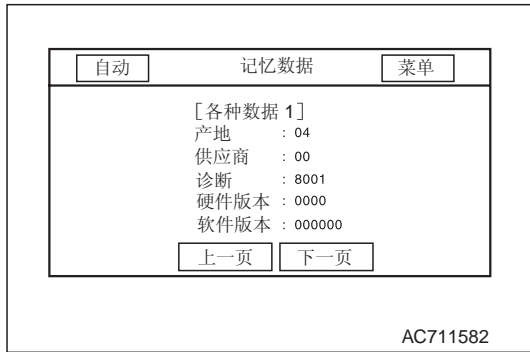 自动 记忆数据 菜单
［各种数据 1］
产地 : 04
供应商 : 00
诊断 : 8001
硬件版本 : 0000
软件版本 : 000000
上一页 下一页
AC711582